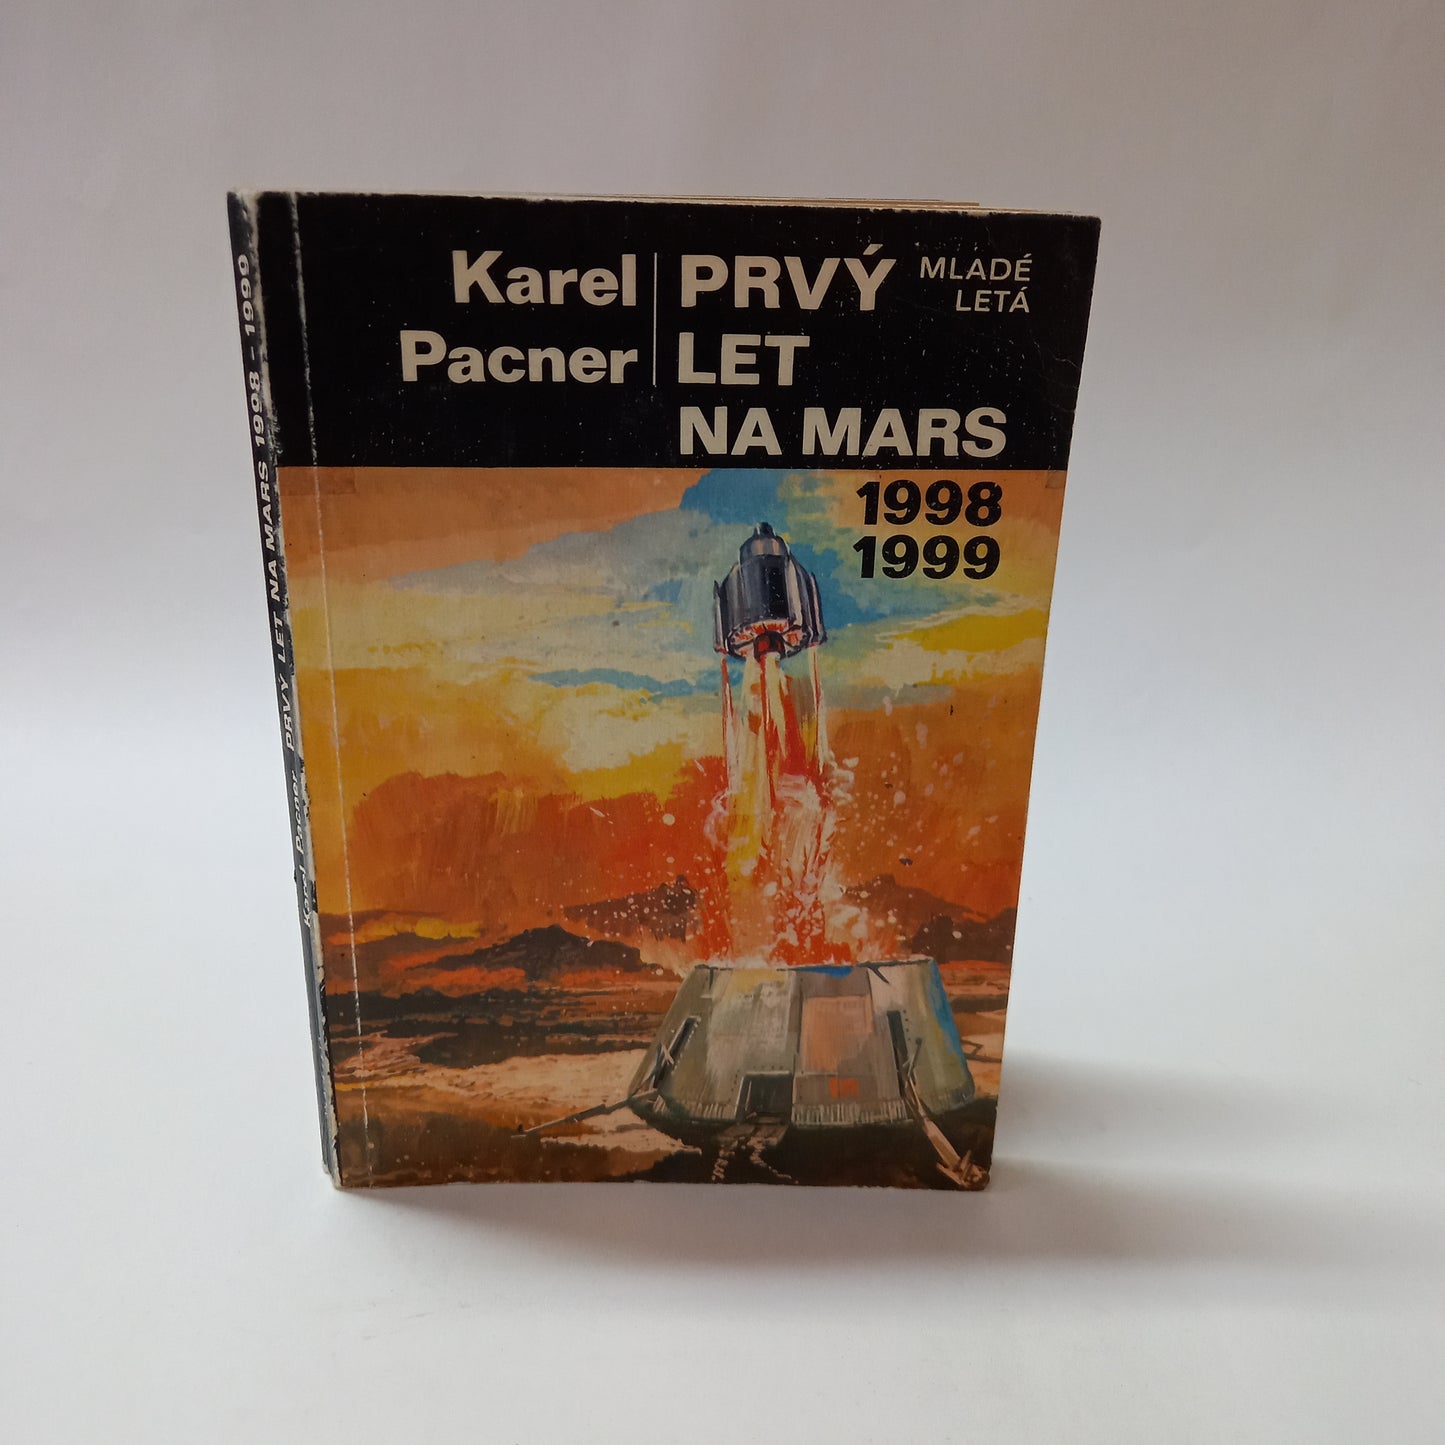 Karel
Pacner
PRVÝ
LET
NA MARS
1998
1999
MLADÉ
LETÁ
Karel Pacner PRVÝ LET NA MARS 1998 - 1999